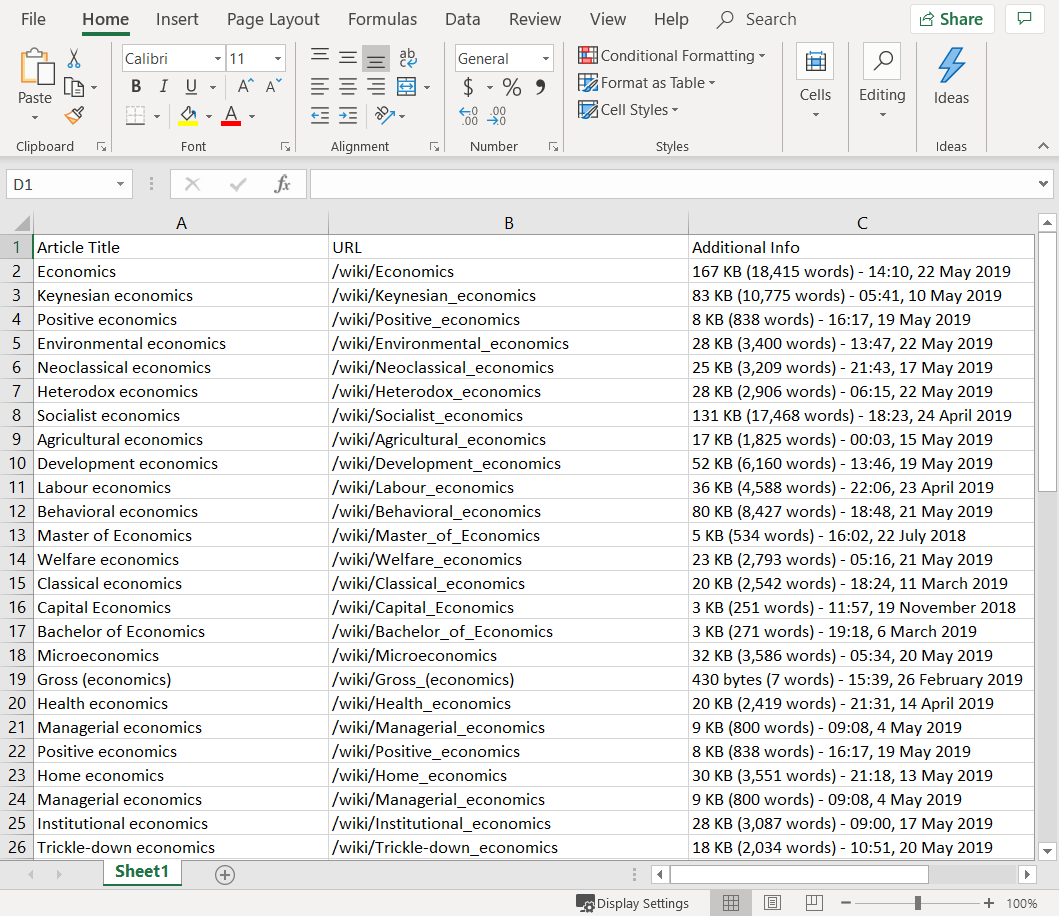 File Home Insert Page Layout Formulas Data Review View Help Search Share
Calibri 11 General Conditional Formatting
Format as Table
Paste B I U A A $ % Cells Editing Ideas
Cell Styles
Clipboard Font Alignment Number Styles Ideas
D1 fx
A B C
1 Article Title URL Additional Info
2 Economics /wiki/Economics 167 KB (18,415 words) - 14:10, 22 May 2019
3 Keynesian economics /wiki/Keynesian_economics 83 KB (10,775 words) - 05:41, 10 May 2019
4 Positive economics /wiki/Positive_economics 8 KB (838 words) - 16:17, 19 May 2019
5 Environmental economics /wiki/Environmental_economics 28 KB (3,400 words) - 13:47, 22 May 2019
6 Neoclassical economics /wiki/Neoclassical_economics 25 KB (3,209 words) - 21:43, 17 May 2019
7 Heterodox economics /wiki/Heterodox_economics 28 KB (2,906 words) - 06:15, 22 May 2019
8 Socialist economics /wiki/Socialist_economics 131 KB (17,468 words) - 18:23, 24 April 2019
9 Agricultural economics /wiki/Agricultural_economics 17 KB (1,825 words) - 00:03, 15 May 2019
10 Development economics /wiki/Development_economics 52 KB (6,160 words) - 13:46, 19 May 2019
11 Labour economics /wiki/Labour_economics 36 KB (4,588 words) - 22:06, 23 April 2019
12 Behavioral economics /wiki/Behavioral_economics 80 KB (8,427 words) - 18:48, 21 May 2019
13 Master of Economics /wiki/Master_of_Economics 5 KB (534 words) - 16:02, 22 July 2018
14 Welfare economics /wiki/Welfare_economics 23 KB (2,793 words) - 05:16, 21 May 2019
15 Classical economics /wiki/Classical_economics 20 KB (2,542 words) - 18:24, 11 March 2019
16 Capital Economics /wiki/Capital_Economics 3 KB (251 words) - 11:57, 19 November 2018
17 Bachelor of Economics /wiki/Bachelor_of_Economics 3 KB (271 words) - 19:18, 6 March 2019
18 Microeconomics /wiki/Microeconomics 32 KB (3,586 words) - 05:34, 20 May 2019
19 Gross (economics) /wiki/Gross_(economics) 430 bytes (7 words) - 15:39, 26 February 2019
20 Health economics /wiki/Health_economics 20 KB (2,419 words) - 21:31, 14 April 2019
21 Managerial economics /wiki/Managerial_economics 9 KB (800 words) - 09:08, 4 May 2019
22 Positive economics /wiki/Positive_economics 8 KB (838 words) - 16:17, 19 May 2019
23 Home economics /wiki/Home_economics 30 KB (3,551 words) - 21:18, 13 May 2019
24 Managerial economics /wiki/Managerial_economics 9 KB (800 words) - 09:08, 4 May 2019
25 Institutional economics /wiki/Institutional_economics 28 KB (3,087 words) - 09:00, 17 May 2019
26 Trickle-down economics /wiki/Trickle-down_economics 18 KB (2,034 words) - 10:51, 20 May 2019
Sheet1
Display Settings 100%